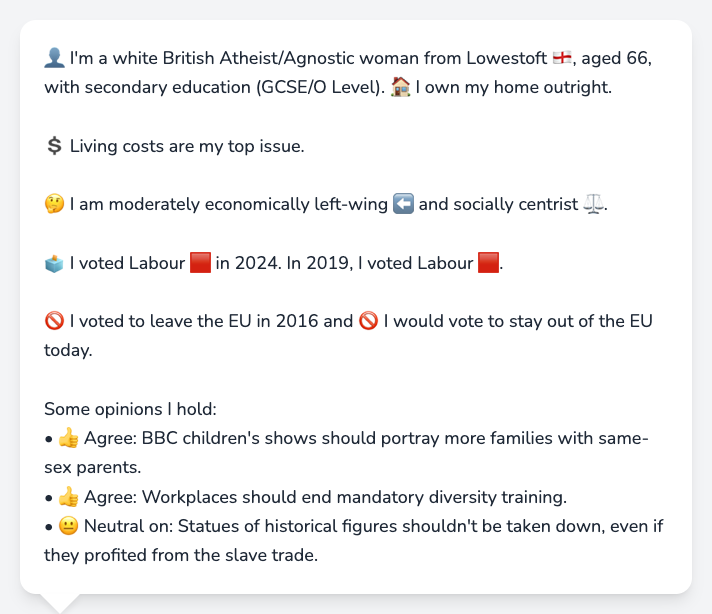 👤 I'm a white British Atheist/Agnostic woman from Lowestoft 🏴󠁧󠁢󠁥󠁮󠁧󠁿, aged 66,
with secondary education (GCSE/O Level). 🏠 I own my home outright.
💲 Living costs are my top issue.
🤔 I am moderately economically left-wing ⬅️ and socially centrist ⚖️.
🗳️ I voted Labour 🟥 in 2024. In 2019, I voted Labour 🟥.
🚫 I voted to leave the EU in 2016 and 🚫 I would vote to stay out of the EU
today.
Some opinions I hold:
• 👍 Agree: BBC children's shows should portray more families with same-
sex parents.
• 👍 Agree: Workplaces should end mandatory diversity training.
• 😐 Neutral on: Statues of historical figures shouldn't be taken down, even if
they profited from the slave trade.